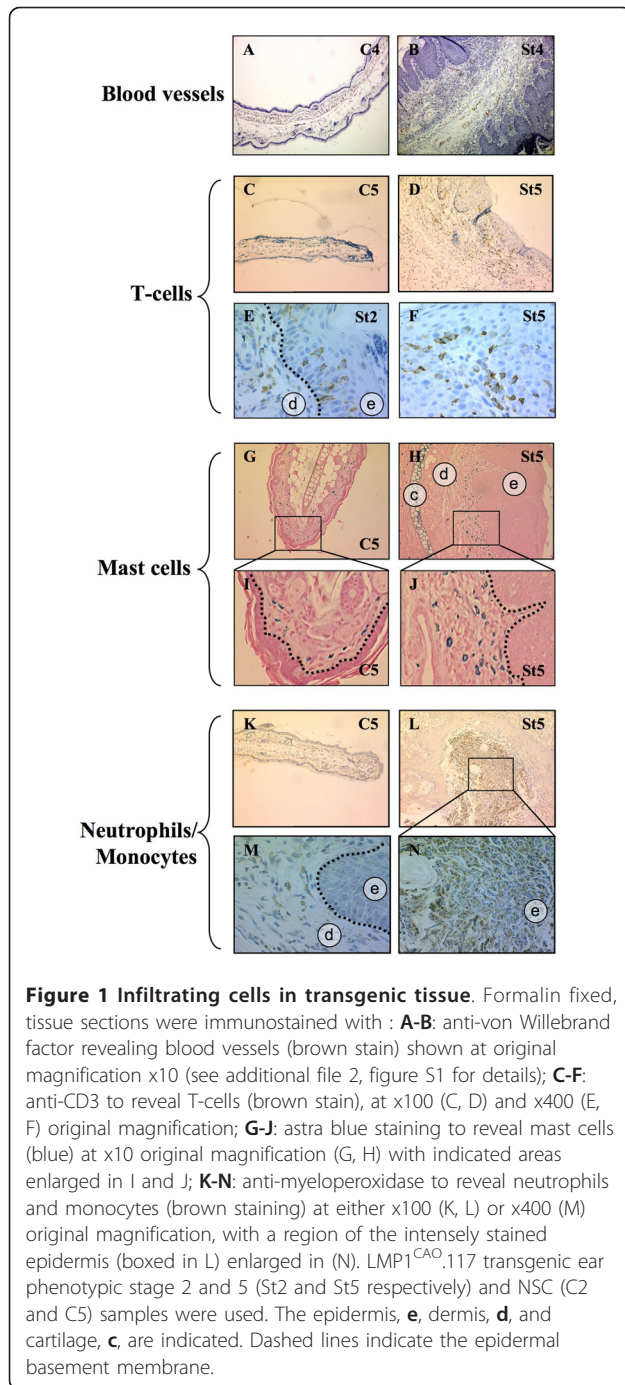 A C4
B St4
Blood vessels
C C5
D St5
T-cells
E St2
d e
F St5
G C5
H St5
c d e
Mast cells
I C5
J St5
K C5
L St5
Neutrophils/
Monocytes
M e
d
N e
Figure 1 Infiltrating cells in transgenic tissue. Formalin fixed,
tissue sections were immunostained with : A-B: anti-von Willebrand
factor revealing blood vessels (brown stain) shown at original
magnification x10 (see additional file 2, figure S1 for details); C-F:
anti-CD3 to reveal T-cells (brown stain), at x100 (C, D) and x400 (E,
F) original magnification; G-J: astra blue staining to reveal mast cells
(blue) at x10 original magnification (G, H) with indicated areas
enlarged in I and J; K-N: anti-myeloperoxidase to reveal neutrophils
and monocytes (brown staining) at either x100 (K, L) or x400 (M)
original magnification, with a region of the intensely stained
epidermis (boxed in L) enlarged in (N). LMP1CAO.117 transgenic ear
phenotypic stage 2 and 5 (St2 and St5 respectively) and NSC (C2
and C5) samples were used. The epidermis, e, dermis, d, and
cartilage, c, are indicated. Dashed lines indicate the epidermal
basement membrane.